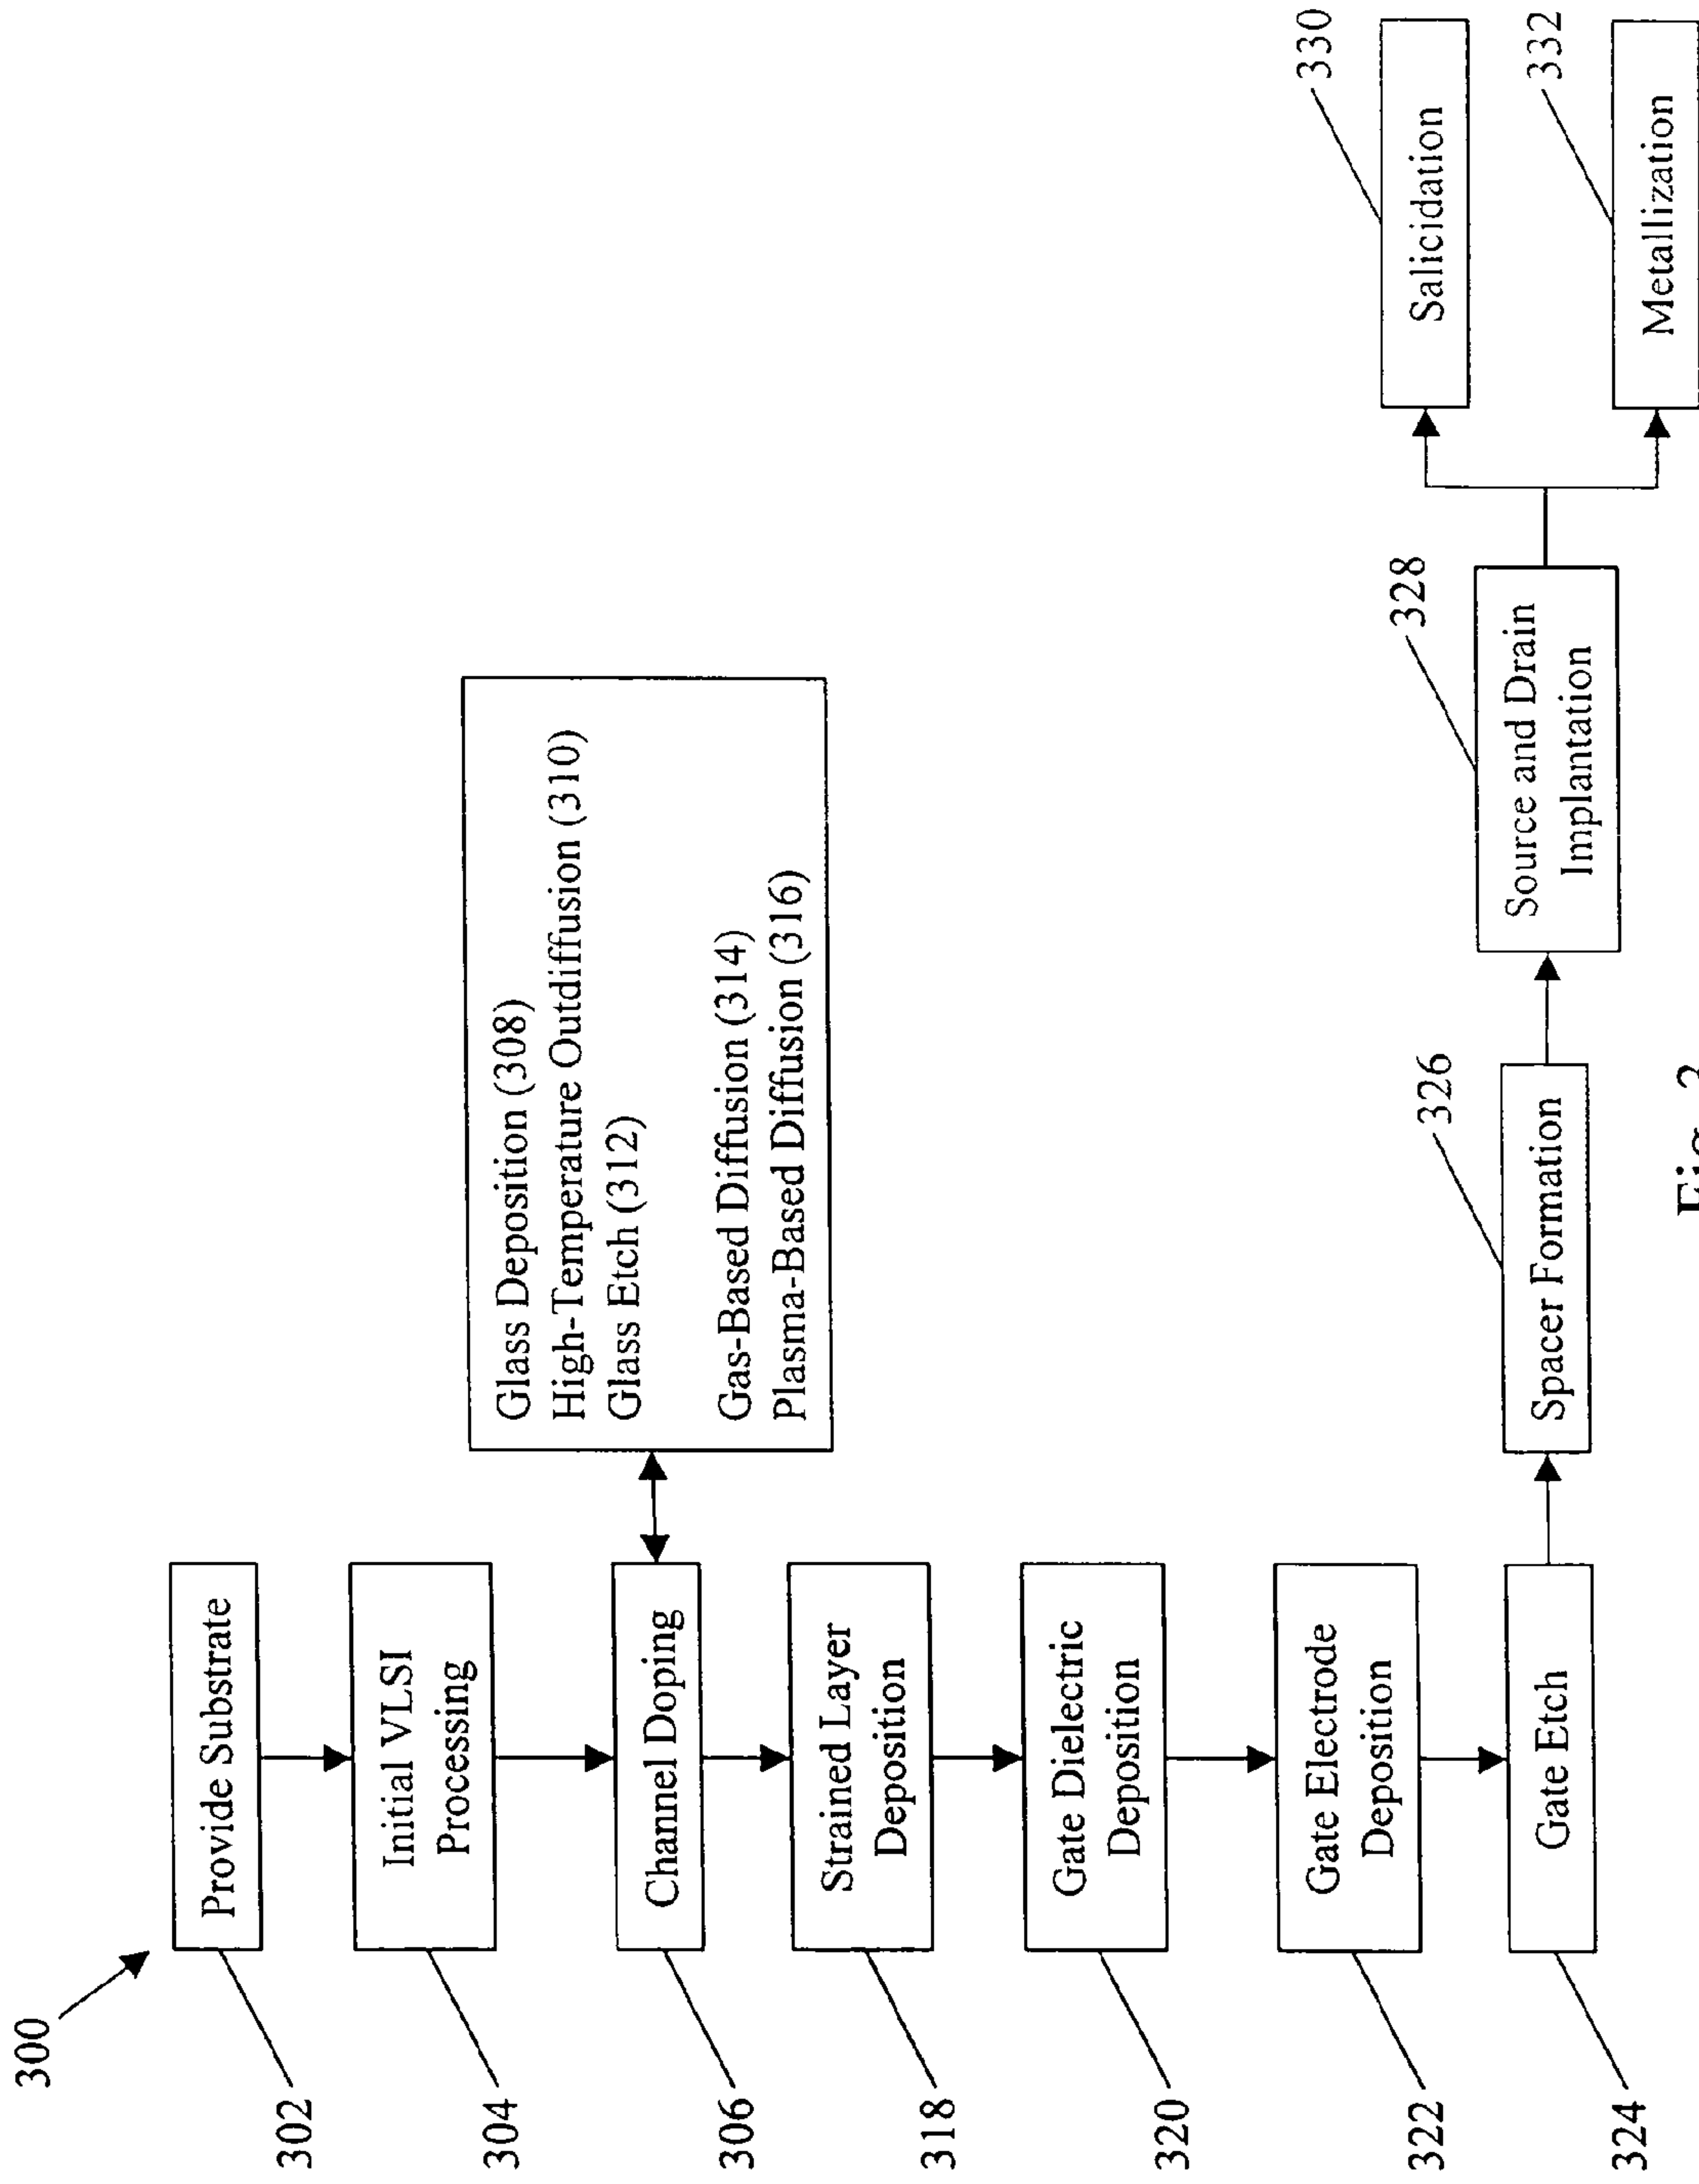 300
302
Provide Substrate
304
Initial VLSI
Processing
306
Channel Doping
Glass Deposition (308)
High-Temperature Outdiffusion (310)
Glass Etch (312)
Gas-Based Diffusion (314)
Plasma-Based Diffusion (316)
318
Strained Layer
Deposition
320
Gate Dielectric
Deposition
322
Gate Electrode
Deposition
324
Gate Etch
326
Spacer Formation
328
Source and Drain
Implantation
330
Salicidation
332
Metallization
Fig.